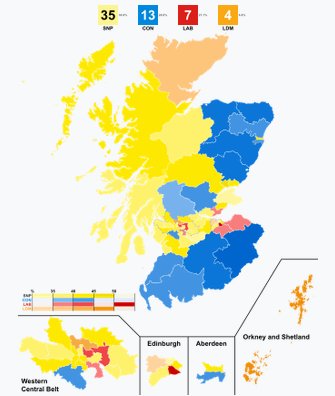 35 13 7 4
SNP CON LAB LDM
%
SNP
CON
LAB
LDM
Edinburgh Aberdeen Orkney and Shetland
Western
Central Belt